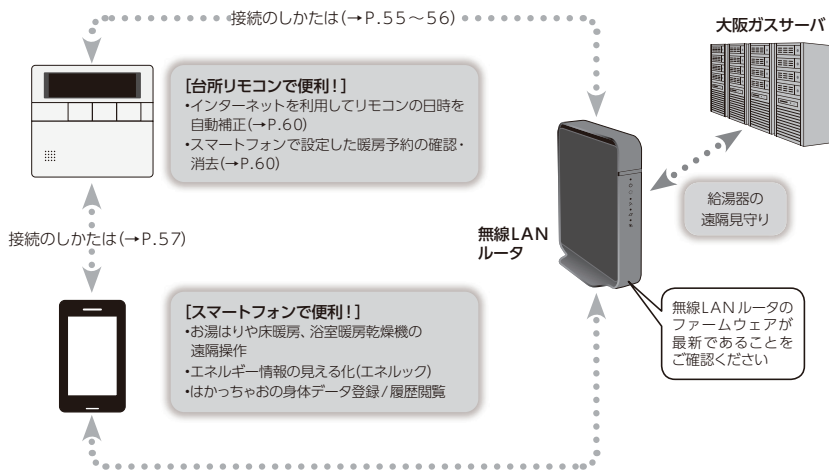 接続のしかたは(→P.55～56)
大阪ガスサーバ
[台所リモコンで便利!]
•インターネットを利用してリモコンの日時を
自動補正(→P.60)
•スマートフォンで設定した暖房予約の確認・
消去(→P.60)
給湯器の
遠隔見守り
接続のしかたは(→P.57)
無線LAN
ルータ
[スマートフォンで便利!]
•お湯はりや床暖房、浴室暖房乾燥機の
遠隔操作
•エネルギー情報の見える化(エネルック)
•はかっちゃおの身体データ登録/履歴閲覧
無線LANルータの
ファームウェアが
最新であることを
ご確認ください